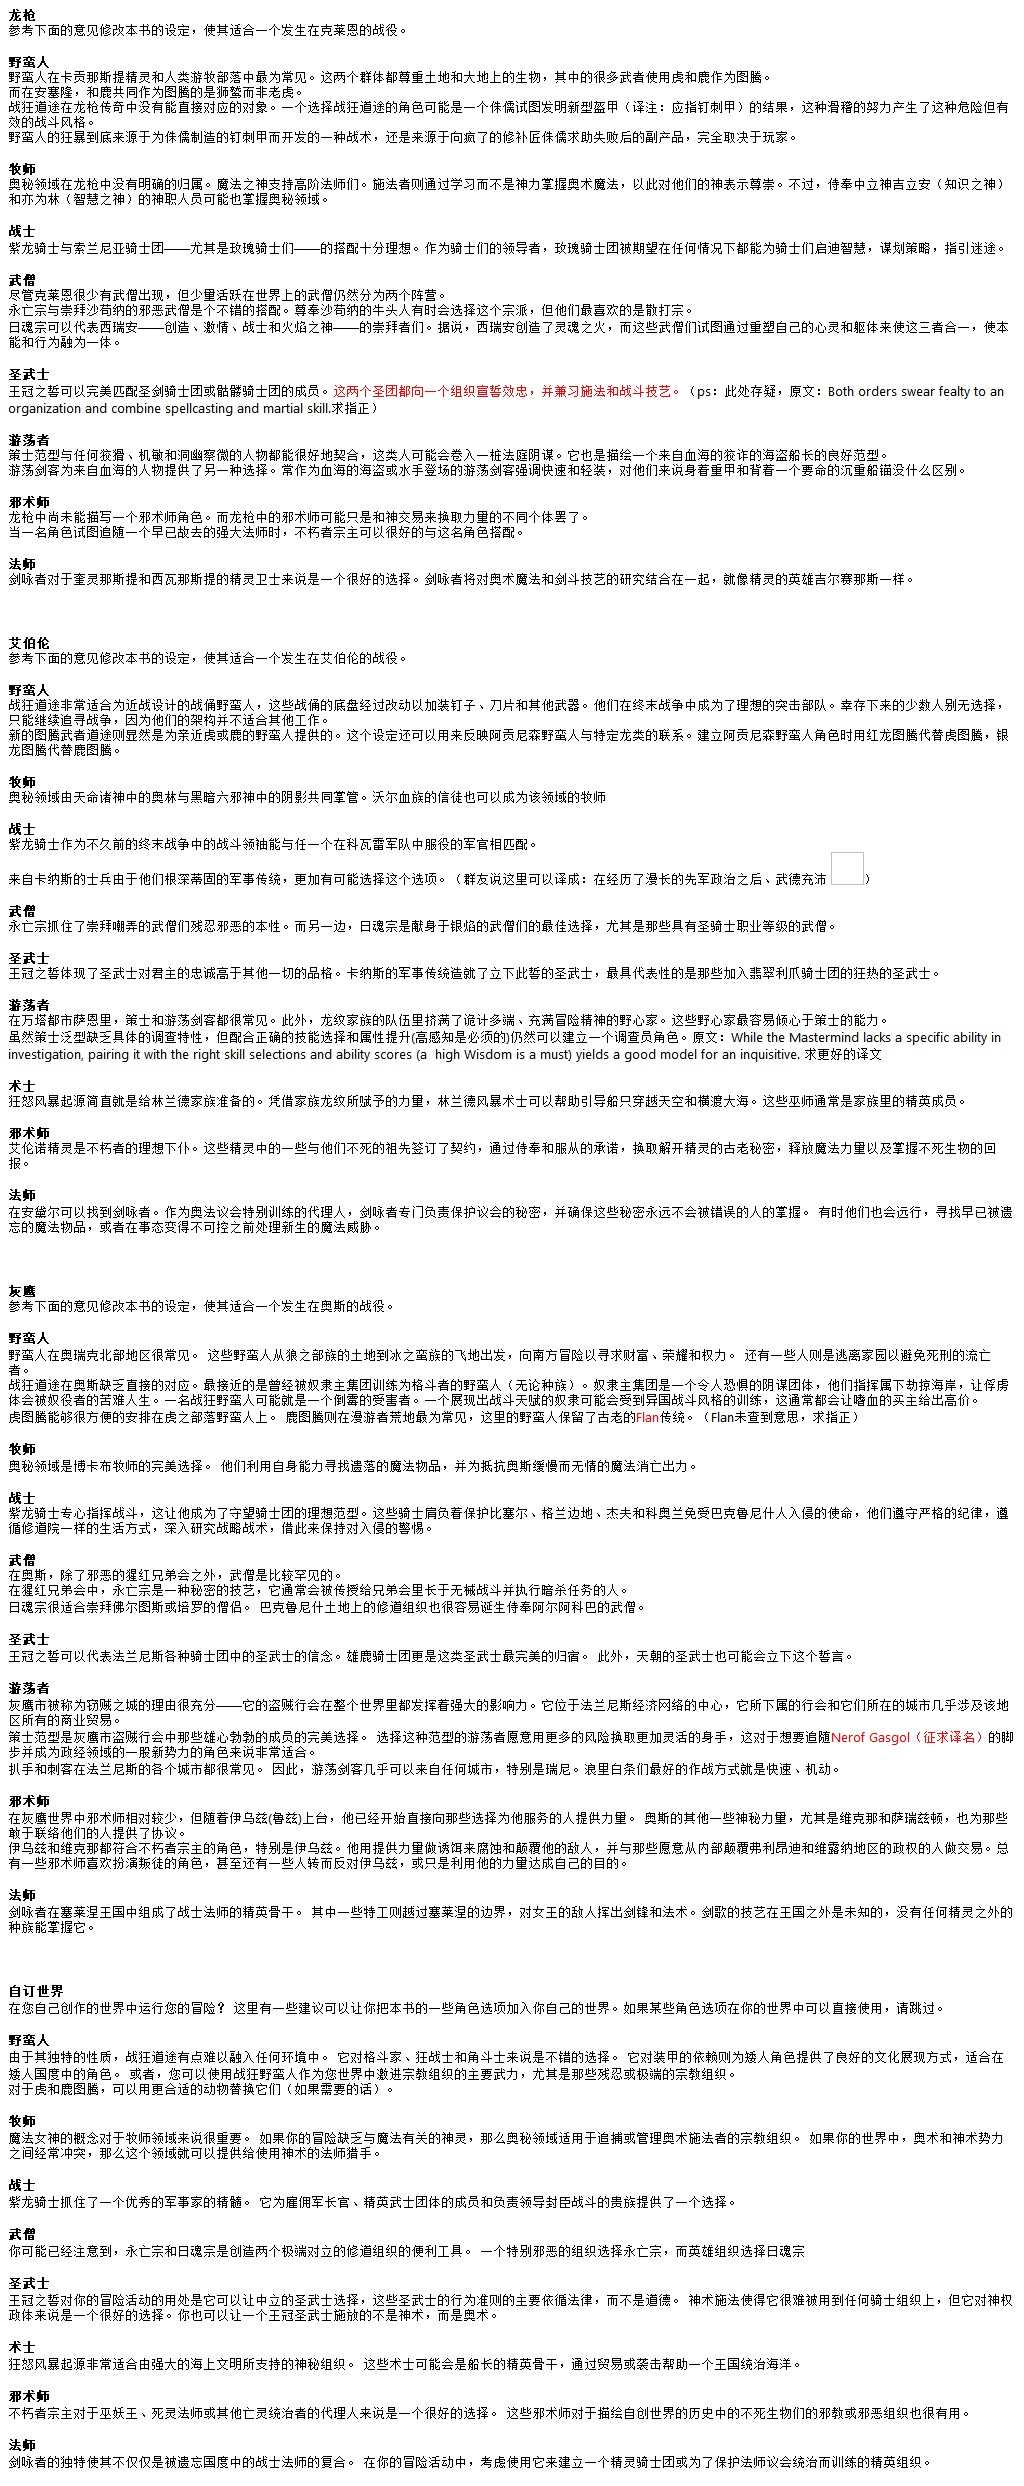 龙枪
参考下面的意见修改本书的设定，使其适合一个发生在克莱恩的战役。
野蛮人
野蛮人在卡贡那斯提精灵和人类游牧部落中最为常见。这两个群体都尊重土地和大地上的生物，其中的很多武者使用虎和鹿作为图腾。
而在安塞隆，和鹿共同作为图腾的是狮鹫而非老虎。
战狂道途在龙枪传奇中没有能直接对应的对象。一个选择战狂道途的角色可能是一个侏儒试图发明新型盔甲（译注：应指钉刺甲）的结果，这种滑稽的努力产生了这种危险但有
效的战斗风格。
野蛮人的狂暴到底来源于为侏儒制造的钉刺甲而开发的一种战术，还是来源于向疯了的修补匠侏儒求助失败后的副产品，完全取决于玩家。
牧师
奥秘领域在龙枪中没有明确的归属。魔法之神支持高阶法师们。施法者则通过学习而不是神力掌握奥术魔法，以此对他们的神表示尊崇。不过，侍奉中立神吉立安（知识之神）
和亦为林（智慧之神）的神职人员可能也掌握奥秘领域。
战士
紫龙骑士与索兰尼亚骑士团——尤其是玫瑰骑士们——的搭配十分理想。作为骑士们的领导者，玫瑰骑士团被期望在任何情况下都能为骑士们启迪智慧，谋划策略，指引迷途。
武僧
尽管克莱恩很少有武僧出现，但少量活跃在世界上的武僧仍然分为两个阵营。
永亡宗与崇拜沙苟纳的邪恶武僧是个不错的搭配。尊奉沙苟纳的牛头人有时会选择这个宗派，但他们最喜欢的是散打宗。
日魂宗可以代表西瑞安——创造、激情、战士和火焰之神——的崇拜者们。据说，西瑞安创造了灵魂之火，而这些武僧们试图通过重塑自己的心灵和躯体来使这三者合一，使本
能和行为融为一体。
圣武士
王冠之誓可以完美匹配圣剑骑士团或骷髅骑士团的成员。这两个圣团都向一个组织宣誓效忠，并兼习施法和战斗技艺。（ps：此处存疑，原文：Both orders swear fealty to an
organization and combine spellcasting and martial skill.求指正）
游荡者
策士范型与任何狡猾、机敏和洞幽察微的人物都能很好地契合，这类人可能会卷入一桩法庭阴谋。它也是描绘一个来自血海的狡诈的海盗船长的良好范型。
游荡剑客为来自血海的人物提供了另一种选择。常作为血海的海盗或水手登场的游荡剑客强调快速和轻装，对他们来说身着重甲和背着一个要命的沉重船锚没什么区别。
邪术师
龙枪中尚未能描写一个邪术师角色。而龙枪中的邪术师可能只是和神交易来换取力量的不同个体罢了。
当一名角色试图追随一个早已故去的强大法师时，不朽者宗主可以很好的与这名角色搭配。
法师
剑咏者对于奎灵那斯提和西瓦那斯提的精灵卫士来说是一个很好的选择。剑咏者将对奥术魔法和剑斗技艺的研究结合在一起，就像精灵的英雄吉尔赛那斯一样。
艾伯伦
参考下面的意见修改本书的设定，使其适合一个发生在艾伯伦的战役。
野蛮人
战狂道途非常适合为近战设计的战俑野蛮人，这些战俑的底盘经过改动以加装钉子、刀片和其他武器。他们在终末战争中成为了理想的突击部队。幸存下来的少数人别无选择，
只能继续追寻战争，因为他们的架构并不适合其他工作。
新的图腾武者道途则显然是为亲近虎或鹿的野蛮人提供的。这个设定还可以用来反映阿贡尼森野蛮人与特定龙类的联系。建立阿贡尼森野蛮人角色时用红龙图腾代替虎图腾，银
龙图腾代替鹿图腾。
牧师
奥秘领域由天命诸神中的奥林与黑暗六邪神中的阴影共同掌管。沃尔血族的信徒也可以成为该领域的牧师
战士
紫龙骑士作为不久前的终末战争中的战斗领袖能与任一个在科瓦雷军队中服役的军官相匹配。
来自卡纳斯的士兵由于他们根深蒂固的军事传统，更加有可能选择这个选项。（群友说这里可以译成：在经历了漫长的先军政治之后、武德充沛 ）
武僧
永亡宗抓住了崇拜嘲弄的武僧们残忍邪恶的本性。而另一边，日魂宗是献身于银焰的武僧们的最佳选择，尤其是那些具有圣骑士职业等级的武僧。
圣武士
王冠之誓体现了圣武士对君主的忠诚高于其他一切的品格。卡纳斯的军事传统造就了立下此誓的圣武士，最具代表性的是那些加入翡翠利爪骑士团的狂热的圣武士。
游荡者
在万塔都市萨恩里，策士和游荡剑客都很常见。此外，龙纹家族的队伍里挤满了诡计多端、充满冒险精神的野心家。这些野心家最容易倾心于策士的能力。
虽然策士泛型缺乏具体的调查特性，但配合正确的技能选择和属性提升(高感知是必须的)仍然可以建立一个调查员角色。原文：While the Mastermind lacks a specific ability in
investigation, pairing it with the right skill selections and ability scores (a  high Wisdom is a must) yields a good model for an inquisitive. 求更好的译文
术士
狂怒风暴起源简直就是给林兰德家族准备的。凭借家族龙纹所赋予的力量，林兰德风暴术士可以帮助引导船只穿越天空和横渡大海。这些巫师通常是家族里的精英成员。
邪术师
艾伦诺精灵是不朽者的理想下仆。这些精灵中的一些与他们不死的祖先签订了契约，通过侍奉和服从的承诺，换取解开精灵的古老秘密，释放魔法力量以及掌握不死生物的回
报。
法师
在安黛尔可以找到剑咏者。作为奥法议会特别训练的代理人，剑咏者专门负责保护议会的秘密，并确保这些秘密永远不会被错误的人的掌握。 有时他们也会远行，寻找早已被遗
忘的魔法物品，或者在事态变得不可控之前处理新生的魔法威胁。
灰鹰
参考下面的意见修改本书的设定，使其适合一个发生在奥斯的战役。
野蛮人
野蛮人在奥瑞克北部地区很常见。 这些野蛮人从狼之部族的土地到冰之蛮族的飞地出发，向南方冒险以寻求财富、荣耀和权力。 还有一些人则是逃离家园以避免死刑的流亡
者。
战狂道途在奥斯缺乏直接的对应。最接近的是曾经被奴隶主集团训练为格斗者的野蛮人（无论种族）。奴隶主集团是一个令人恐惧的阴谋团体，他们指挥属下劫掠海岸，让俘虏
体会被奴役者的苦难人生。一名战狂野蛮人可能就是一个倒霉的受害者。一个展现出战斗天赋的奴隶可能会受到异国战斗风格的训练，这通常都会让嗜血的买主给出高价。
虎图腾能够很方便的安排在虎之部落野蛮人上。 鹿图腾则在漫游者荒地最为常见，这里的野蛮人保留了古老的Flan传统。（Flan未查到意思，求指正）
牧师
奥秘领域是博卡布牧师的完美选择。 他们利用自身能力寻找遗落的魔法物品，并为抵抗奥斯缓慢而无情的魔法消亡出力。
战士
紫龙骑士专心指挥战斗，这让他成为了守望骑士团的理想范型。这些骑士肩负着保护比塞尔、格兰边地、杰夫和科奥兰免受巴克鲁尼什人入侵的使命，他们遵守严格的纪律，遵
循修道院一样的生活方式，深入研究战略战术，借此来保持对入侵的警惕。
武僧
在奥斯，除了邪恶的猩红兄弟会之外，武僧是比较罕见的。
在猩红兄弟会中，永亡宗是一种秘密的技艺，它通常会被传授给兄弟会里长于无械战斗并执行暗杀任务的人。
日魂宗很适合崇拜佛尔图斯或培罗的僧侣。 巴克鲁尼什土地上的修道组织也很容易诞生侍奉阿尔阿科巴的武僧。
圣武士
王冠之誓可以代表法兰尼斯各种骑士团中的圣武士的信念。雄鹿骑士团更是这类圣武士最完美的归宿。 此外，天朝的圣武士也可能会立下这个誓言。
游荡者
灰鹰市被称为窃贼之城的理由很充分——它的盗贼行会在整个世界里都发挥着强大的影响力。它位于法兰尼斯经济网络的中心，它所下属的行会和它们所在的城市几乎涉及该地
区所有的商业贸易。
策士范型是灰鹰市盗贼行会中那些雄心勃勃的成员的完美选择。 选择这种范型的游荡者愿意用更多的风险换取更加灵活的身手，这对于想要追随Nerof Gasgol（征求译名）的脚
步并成为政经领域的一股新势力的角色来说非常适合。
扒手和刺客在法兰尼斯的各个城市都很常见。 因此，游荡剑客几乎可以来自任何城市，特别是瑞尼。浪里白条们最好的作战方式就是快速、机动。
邪术师
在灰鹰世界中邪术师相对较少，但随着伊乌兹(鲁兹)上台，他已经开始直接向那些选择为他服务的人提供力量。 奥斯的其他一些神秘力量，尤其是维克那和萨瑞兹顿，也为那些
敢于联络他们的人提供了协议。
伊乌兹和维克那都符合不朽者宗主的角色，特别是伊乌兹。他用提供力量做诱饵来腐蚀和颠覆他的敌人，并与那些愿意从内部颠覆弗利昂迪和维露纳地区的政权的人做交易。总
有一些邪术师喜欢扮演叛徒的角色，甚至还有一些人转而反对伊乌兹，或只是利用他的力量达成自己的目的。
法师
剑咏者在塞莱涅王国中组成了战士法师的精英骨干。 其中一些特工则越过塞莱涅的边界，对女王的敌人挥出剑锋和法术。剑歌的技艺在王国之外是未知的，没有任何精灵之外的
种族能掌握它。
自订世界
在您自己创作的世界中运行您的冒险？ 这里有一些建议可以让你把本书的一些角色选项加入你自己的世界。如果某些角色选项在你的世界中可以直接使用，请跳过。
野蛮人
由于其独特的性质，战狂道途有点难以融入任何环境中。 它对格斗家、狂战士和角斗士来说是不错的选择。 它对装甲的依赖则为矮人角色提供了良好的文化展现方式，适合在
矮人国度中的角色。 或者，您可以使用战狂野蛮人作为您世界中激进宗教组织的主要武力，尤其是那些残忍或极端的宗教组织。
对于虎和鹿图腾，可以用更合适的动物替换它们（如果需要的话）。
牧师
魔法女神的概念对于牧师领域来说很重要。 如果你的冒险缺乏与魔法有关的神灵，那么奥秘领域适用于追捕或管理奥术施法者的宗教组织。 如果你的世界中，奥术和神术势力
之间经常冲突，那么这个领域就可以提供给使用神术的法师猎手。
战士
紫龙骑士抓住了一个优秀的军事家的精髓。 它为雇佣军长官、精英武士团体的成员和负责领导封臣战斗的贵族提供了一个选择。
武僧
你可能已经注意到，永亡宗和日魂宗是创造两个极端对立的修道组织的便利工具。 一个特别邪恶的组织选择永亡宗，而英雄组织选择日魂宗
圣武士
王冠之誓对你的冒险活动的用处是它可以让中立的圣武士选择，这些圣武士的行为准则的主要依循法律，而不是道德。 神术施法使得它很难被用到任何骑士组织上，但它对神权
政体来说是一个很好的选择。你也可以让一个王冠圣武士施放的不是神术，而是奥术。
术士
狂怒风暴起源非常适合由强大的海上文明所支持的神秘组织。 这些术士可能会是船长的精英骨干，通过贸易或袭击帮助一个王国统治海洋。
邪术师
不朽者宗主对于巫妖王、死灵法师或其他亡灵统治者的代理人来说是一个很好的选择。 这些邪术师对于描绘自创世界的历史中的不死生物们的邪教或邪恶组织也很有用。
法师
剑咏者的独特使其不仅仅是被遗忘国度中的战士法师的复合。 在你的冒险活动中，考虑使用它来建立一个精灵骑士团或为了保护法师议会统治而训练的精英组织。